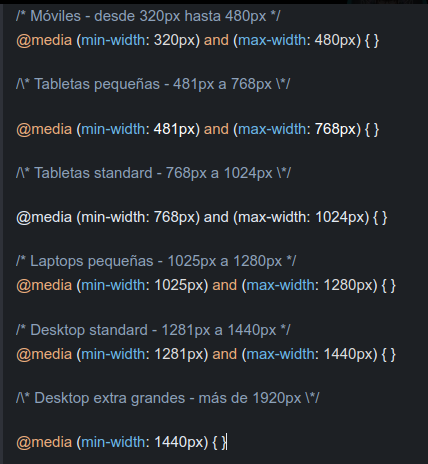 /* Móviles - desde 320px hasta 480px */
@media (min-width: 320px) and (max-width: 480px) { }
/\* Tabletas pequeñas - 481px a 768px \*/
@media (min-width: 481px) and (max-width: 768px) { }
/\* Tabletas standard - 768px a 1024px \*/
@media (min-width: 768px) and (max-width: 1024px) { }
/* Laptops pequeñas - 1025px a 1280px */
@media (min-width: 1025px) and (max-width: 1280px) { }
/* Desktop standard - 1281px a 1440px */
@media (min-width: 1281px) and (max-width: 1440px) { }
/\* Desktop extra grandes - más de 1920px \*/
@media (min-width: 1440px) { }